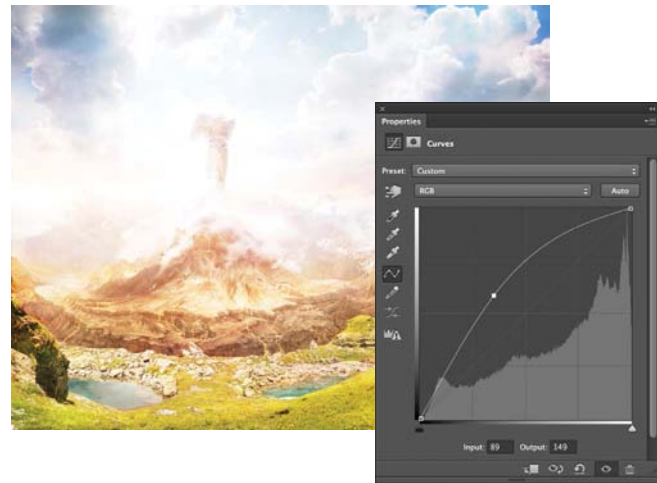 Properties
Curves
Preset: Custom
RGB Auto
Input: 89 Output: 149